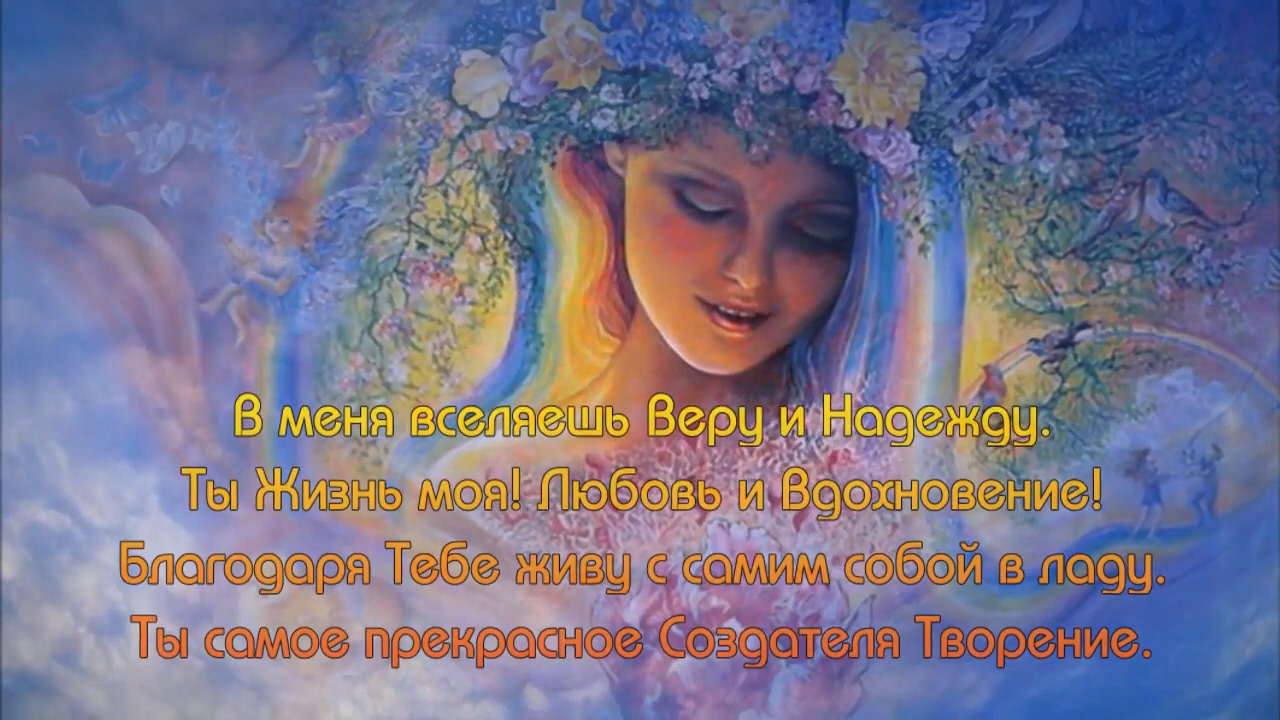 В меня вселяешь Веру и Надежду.
Ты Жизнь моя! Любовь и Вдохновение!
Благодаря Тебе живу с самим собой в ладу.
Ты самое прекрасное Создателя Творение.